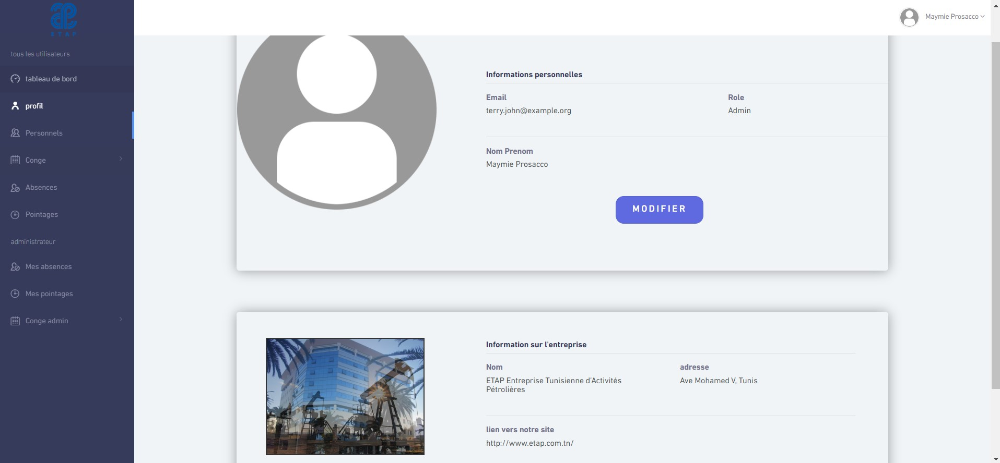 ETAP
tous les utilisateurs
tableau de bord
profil
Personnels
Conge
Absences
Pointages
administrateur
Mes absences
Mes pointages
Conge admin
Maymie Prosacco
Informations personnelles
Email
Role
terry.john@example.org
Admin
Nom Prenom
Maymie Prosacco
MODIFIER
Information sur l'entreprise
Nom
adresse
ETAP Entreprise Tunisienne d'Activités
Pétrolières
Ave Mohamed V, Tunis
lien vers notre site
http://www.etap.com.tn/